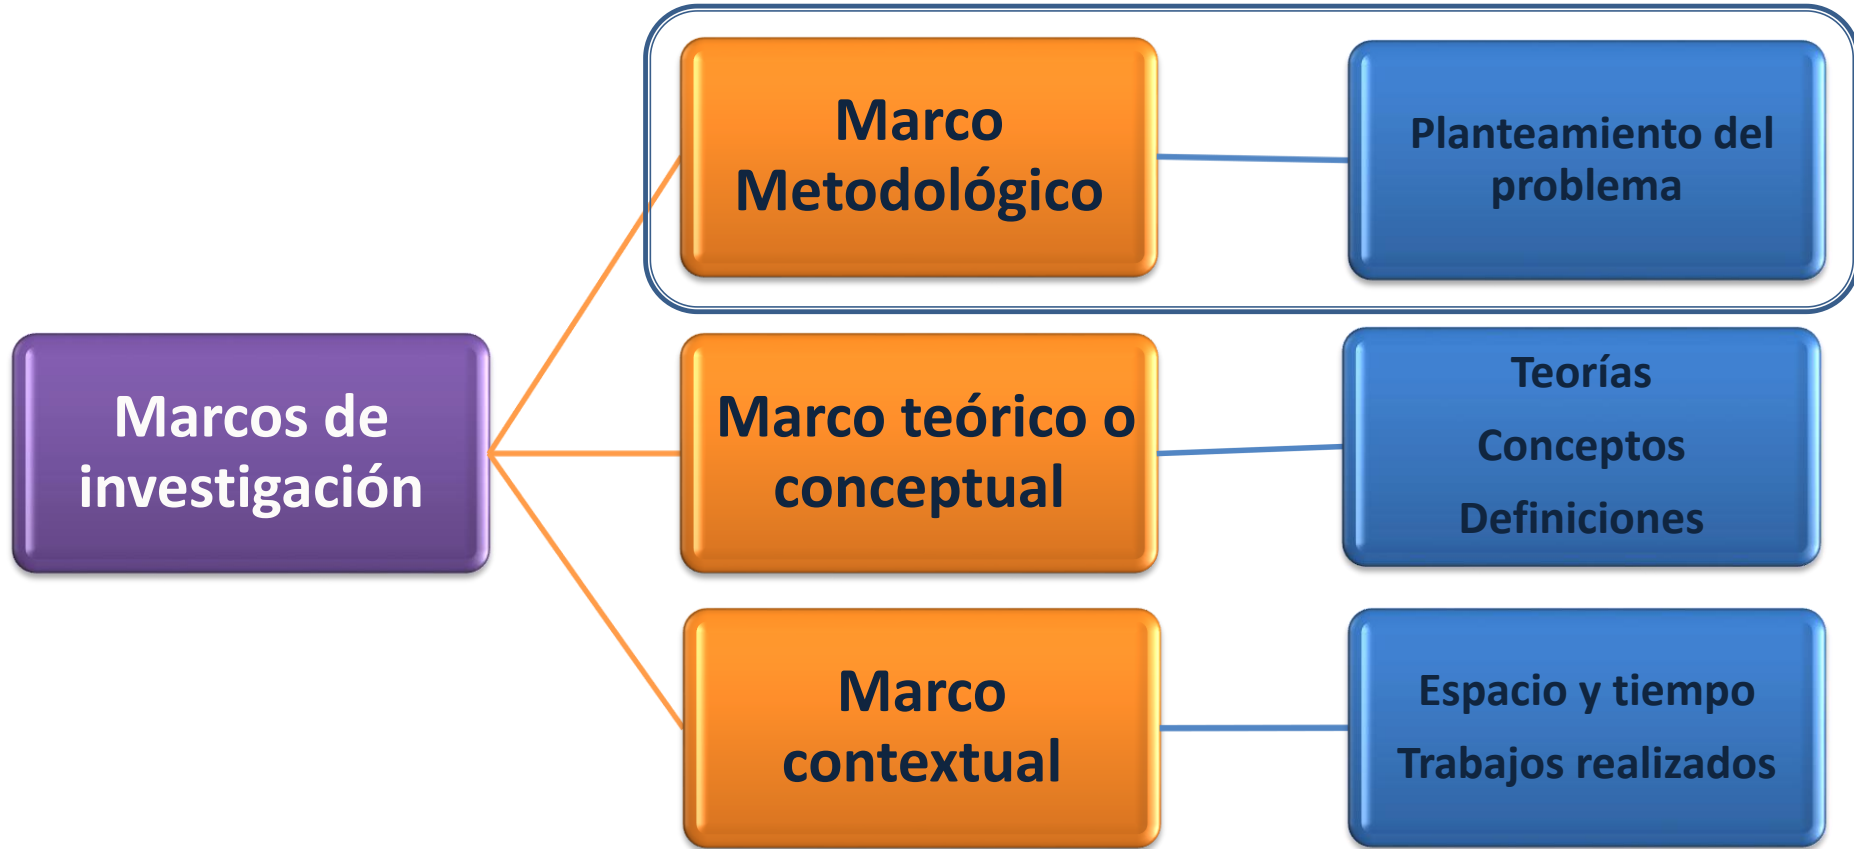 Marco
Metodológico
Planteamiento del
problema
Marcos de
investigación
Marco teórico o
conceptual
Teorías
Conceptos
Definiciones
Marco
contextual
Espacio y tiempo
Trabajos realizados